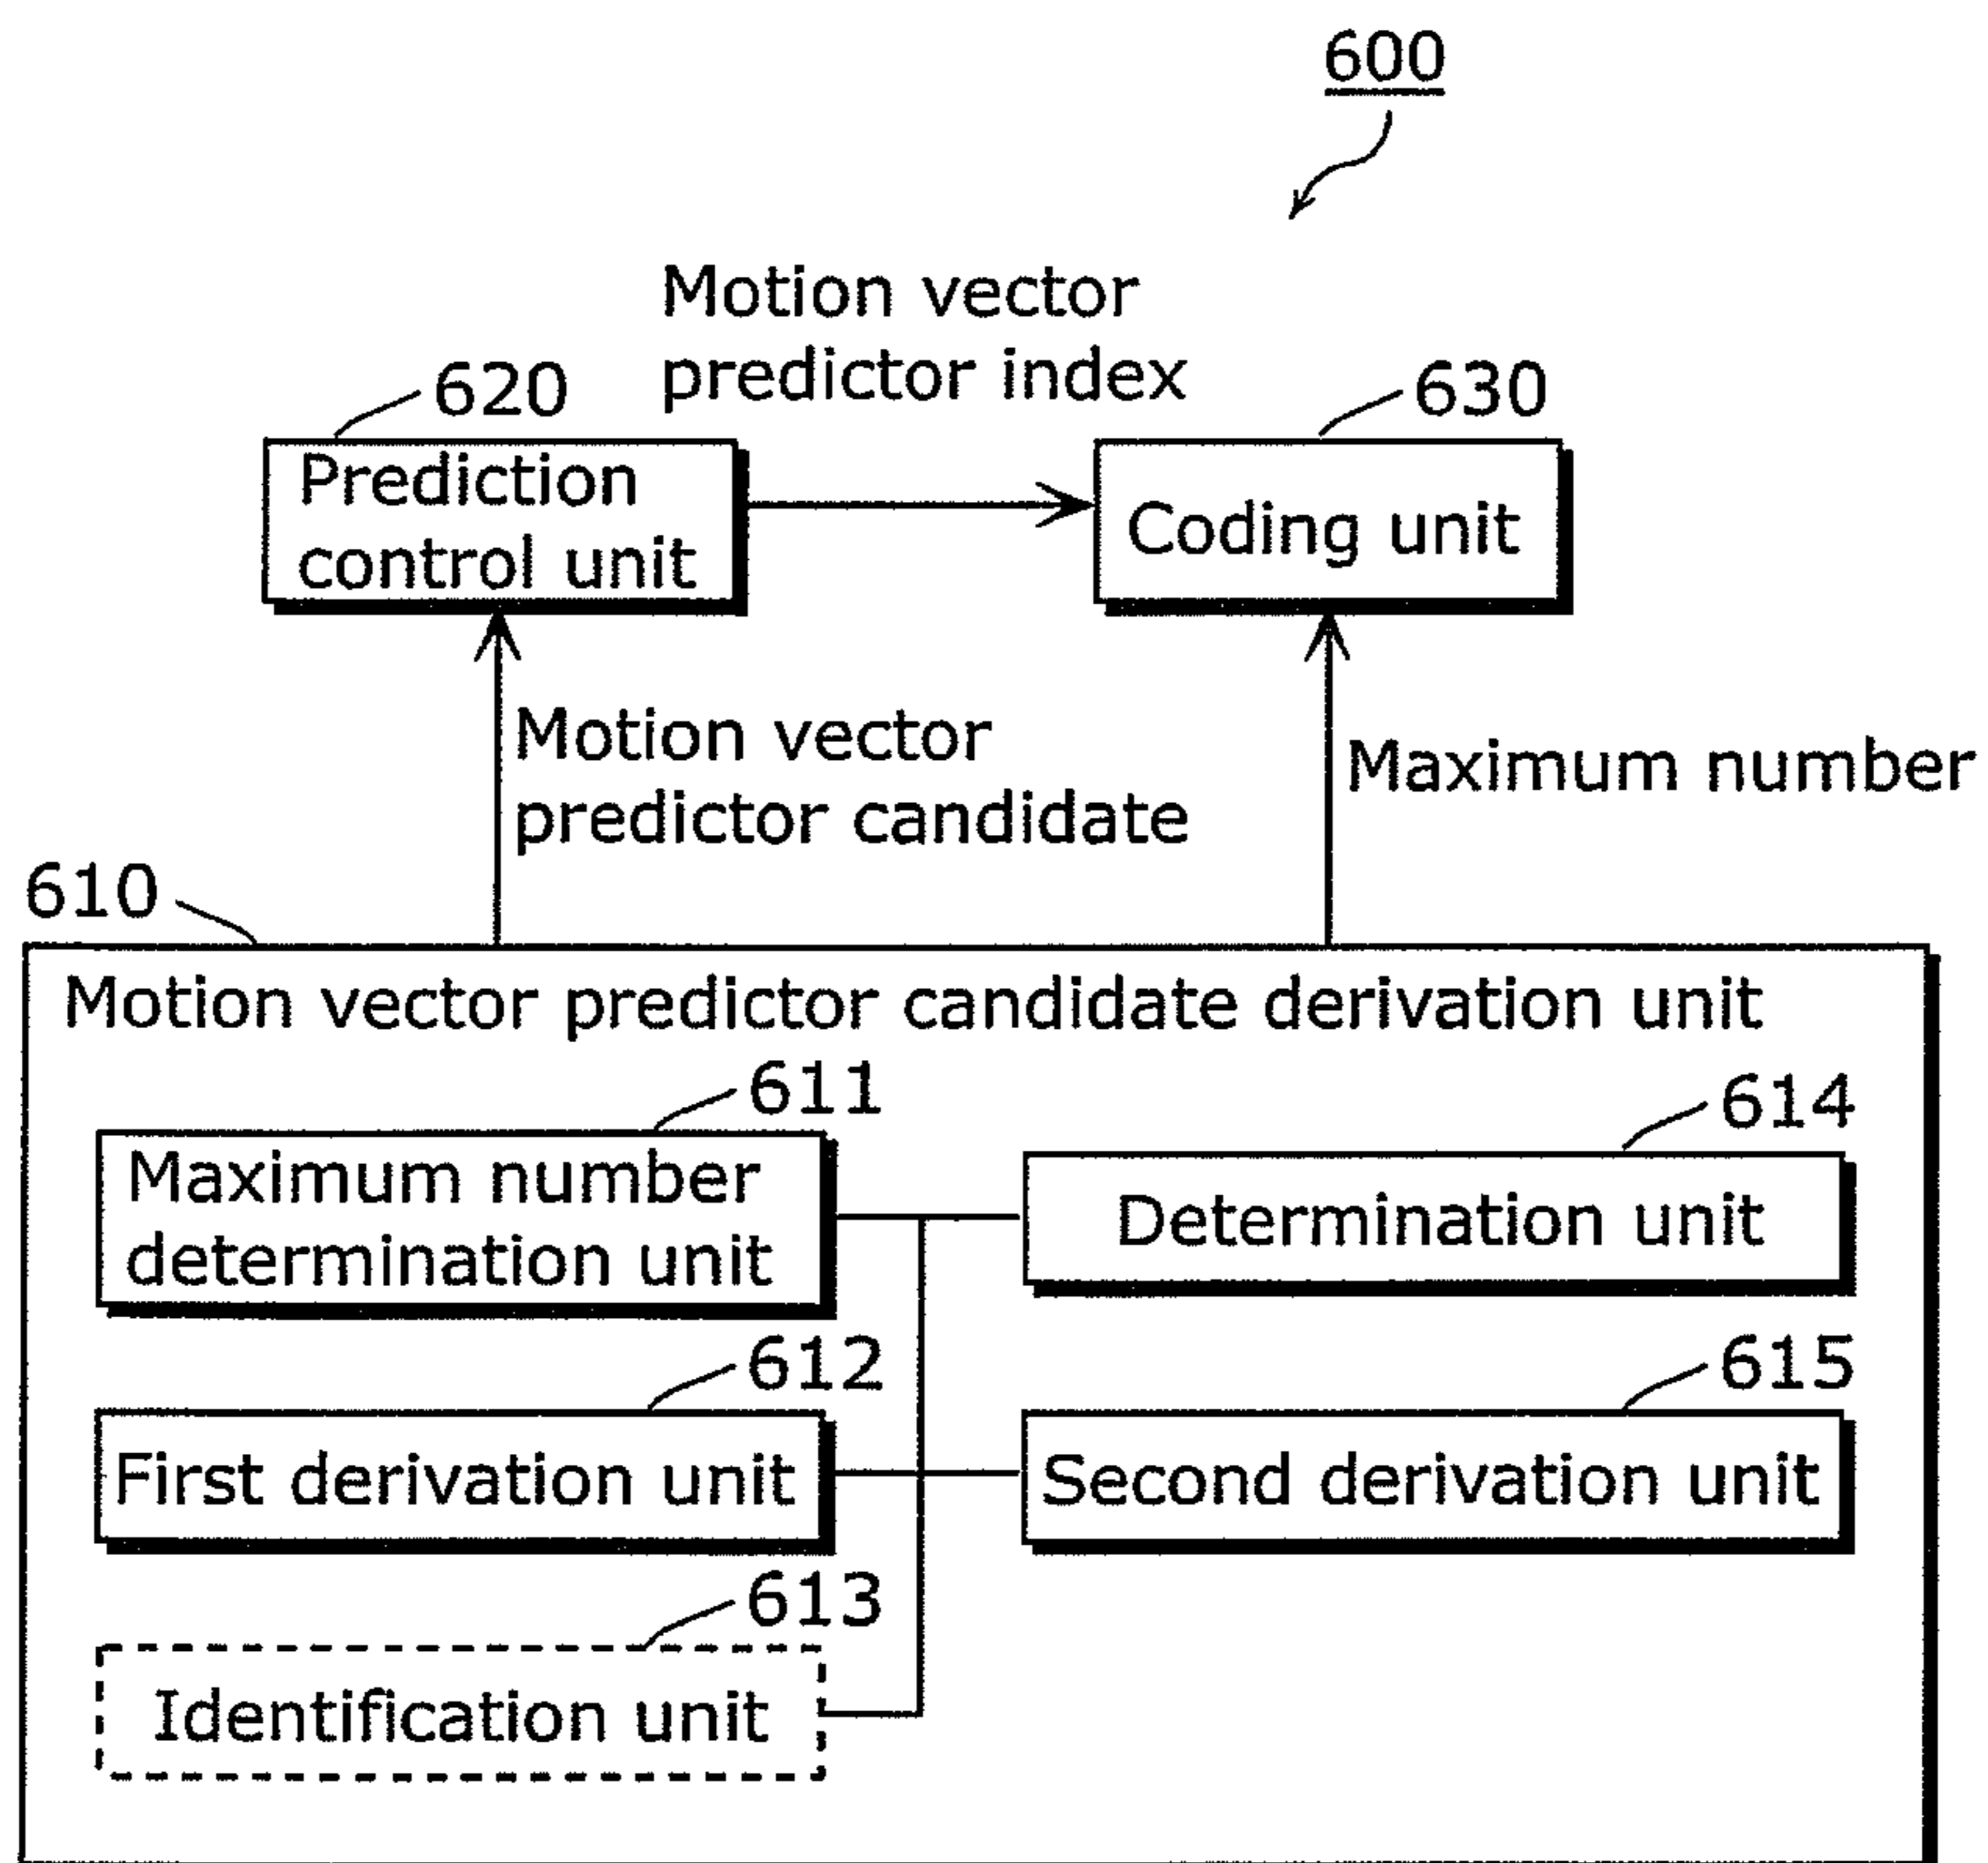 600
Motion vector
predictor index
620
630
Prediction
control unit
Coding unit
Motion vector
predictor candidate
Maximum number
610
Motion vector predictor candidate derivation unit
611
614
Maximum number
determination unit
Determination unit
612
615
First derivation unit
Second derivation unit
613
Identification unit